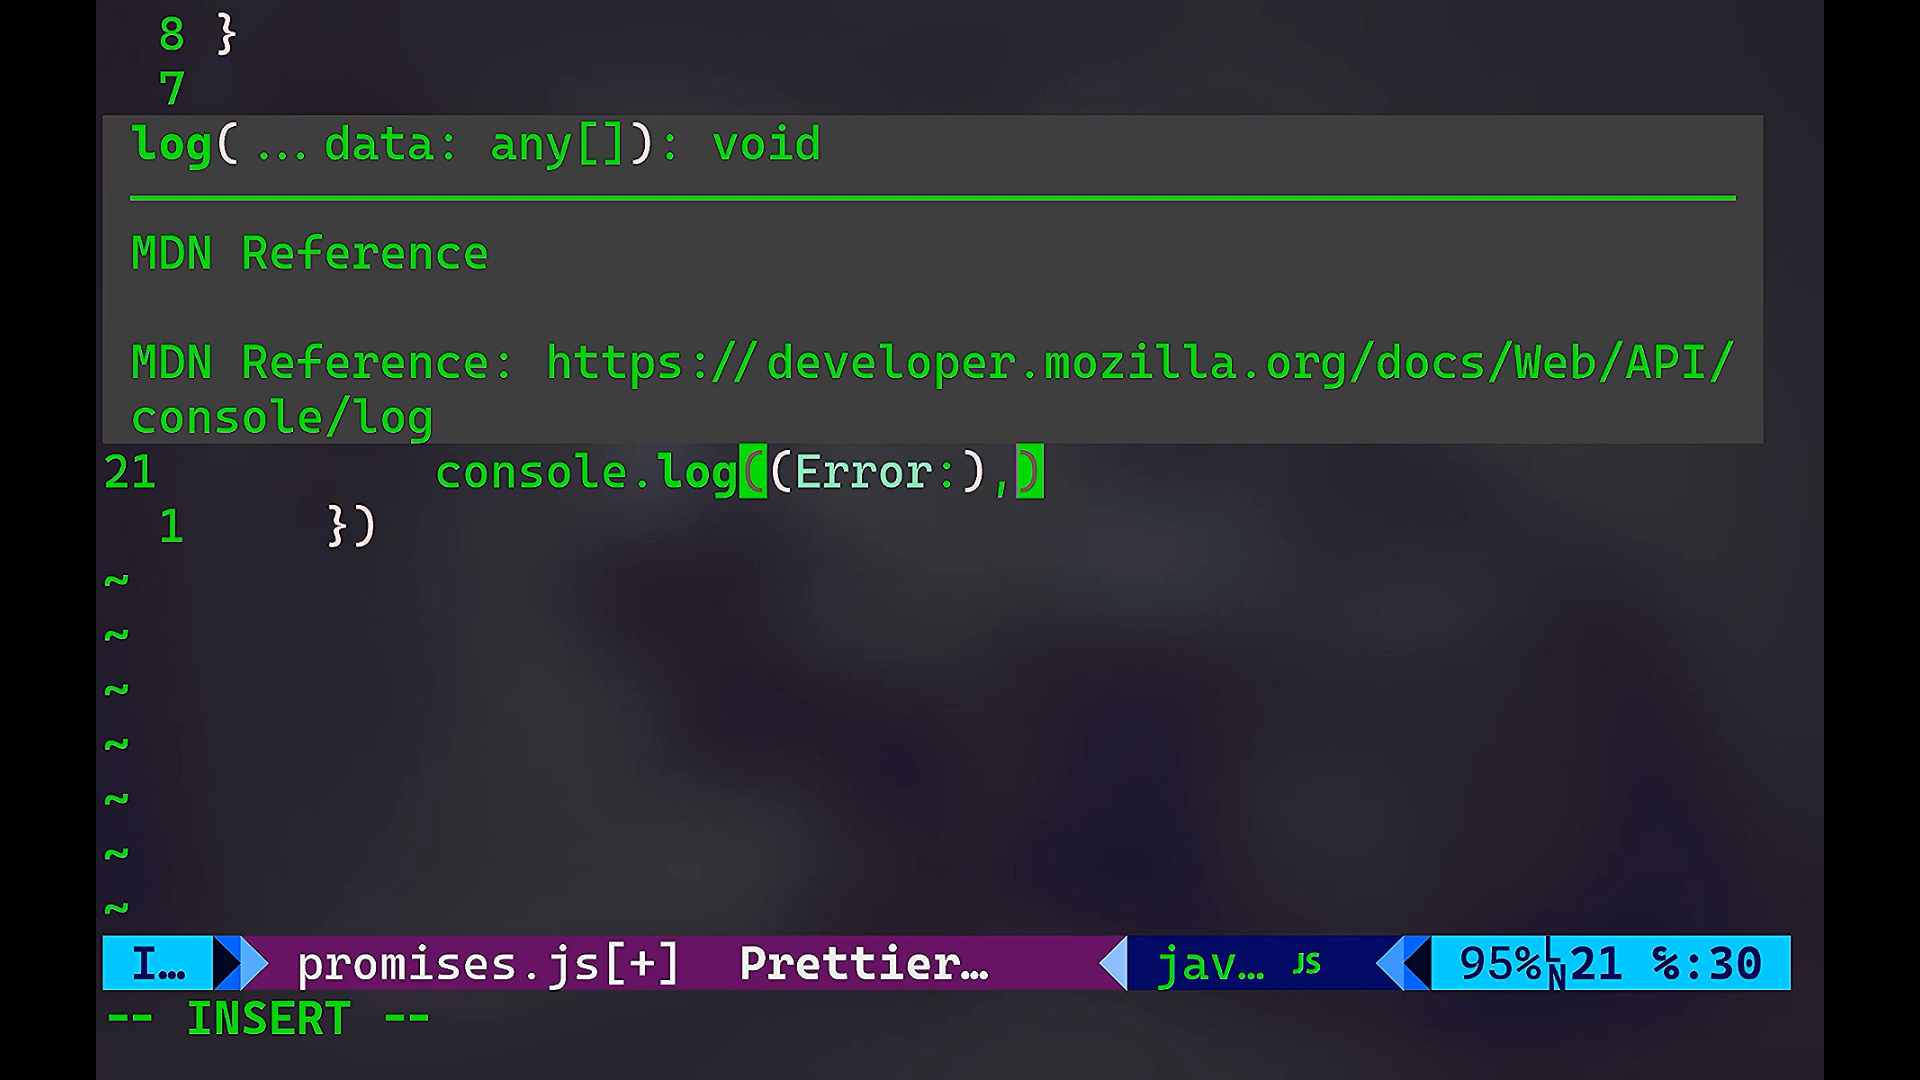 8 }
7
log(...data: any[]): void
MDN Reference
MDN Reference: https://developer.mozilla.org/docs/Web/API/
console/log
21 console.log((Error:),)
1 })
~
~
~
~
~
~
~
I… promises.js[+] Prettier… jav… JS 95% LN 21 ℅:30
-- INSERT --